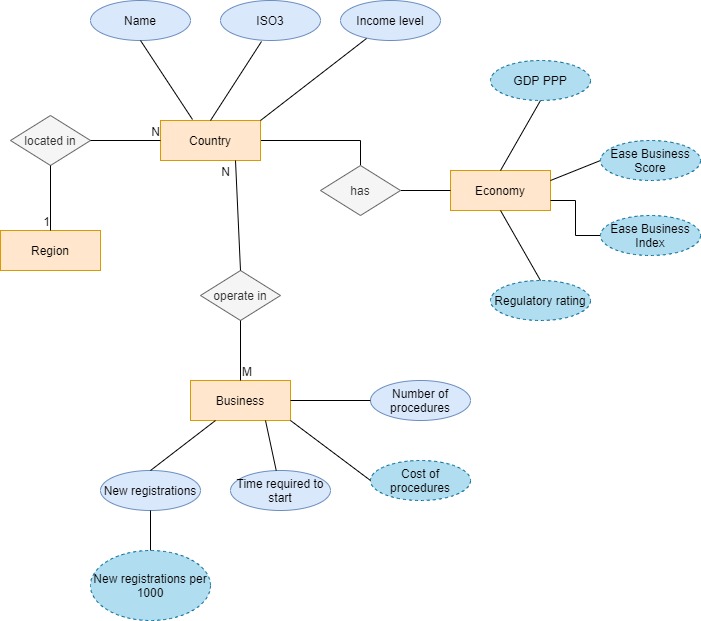 Name
ISO3
Income level
GDP PPP
located in
N
Country
Ease Business
Score
N
has
Economy
1
Region
Ease Business
Index
operate in
Regulatory rating
M
Business
Number of
procedures
New registrations
Time required to
start
Cost of
procedures
New registrations per
1000